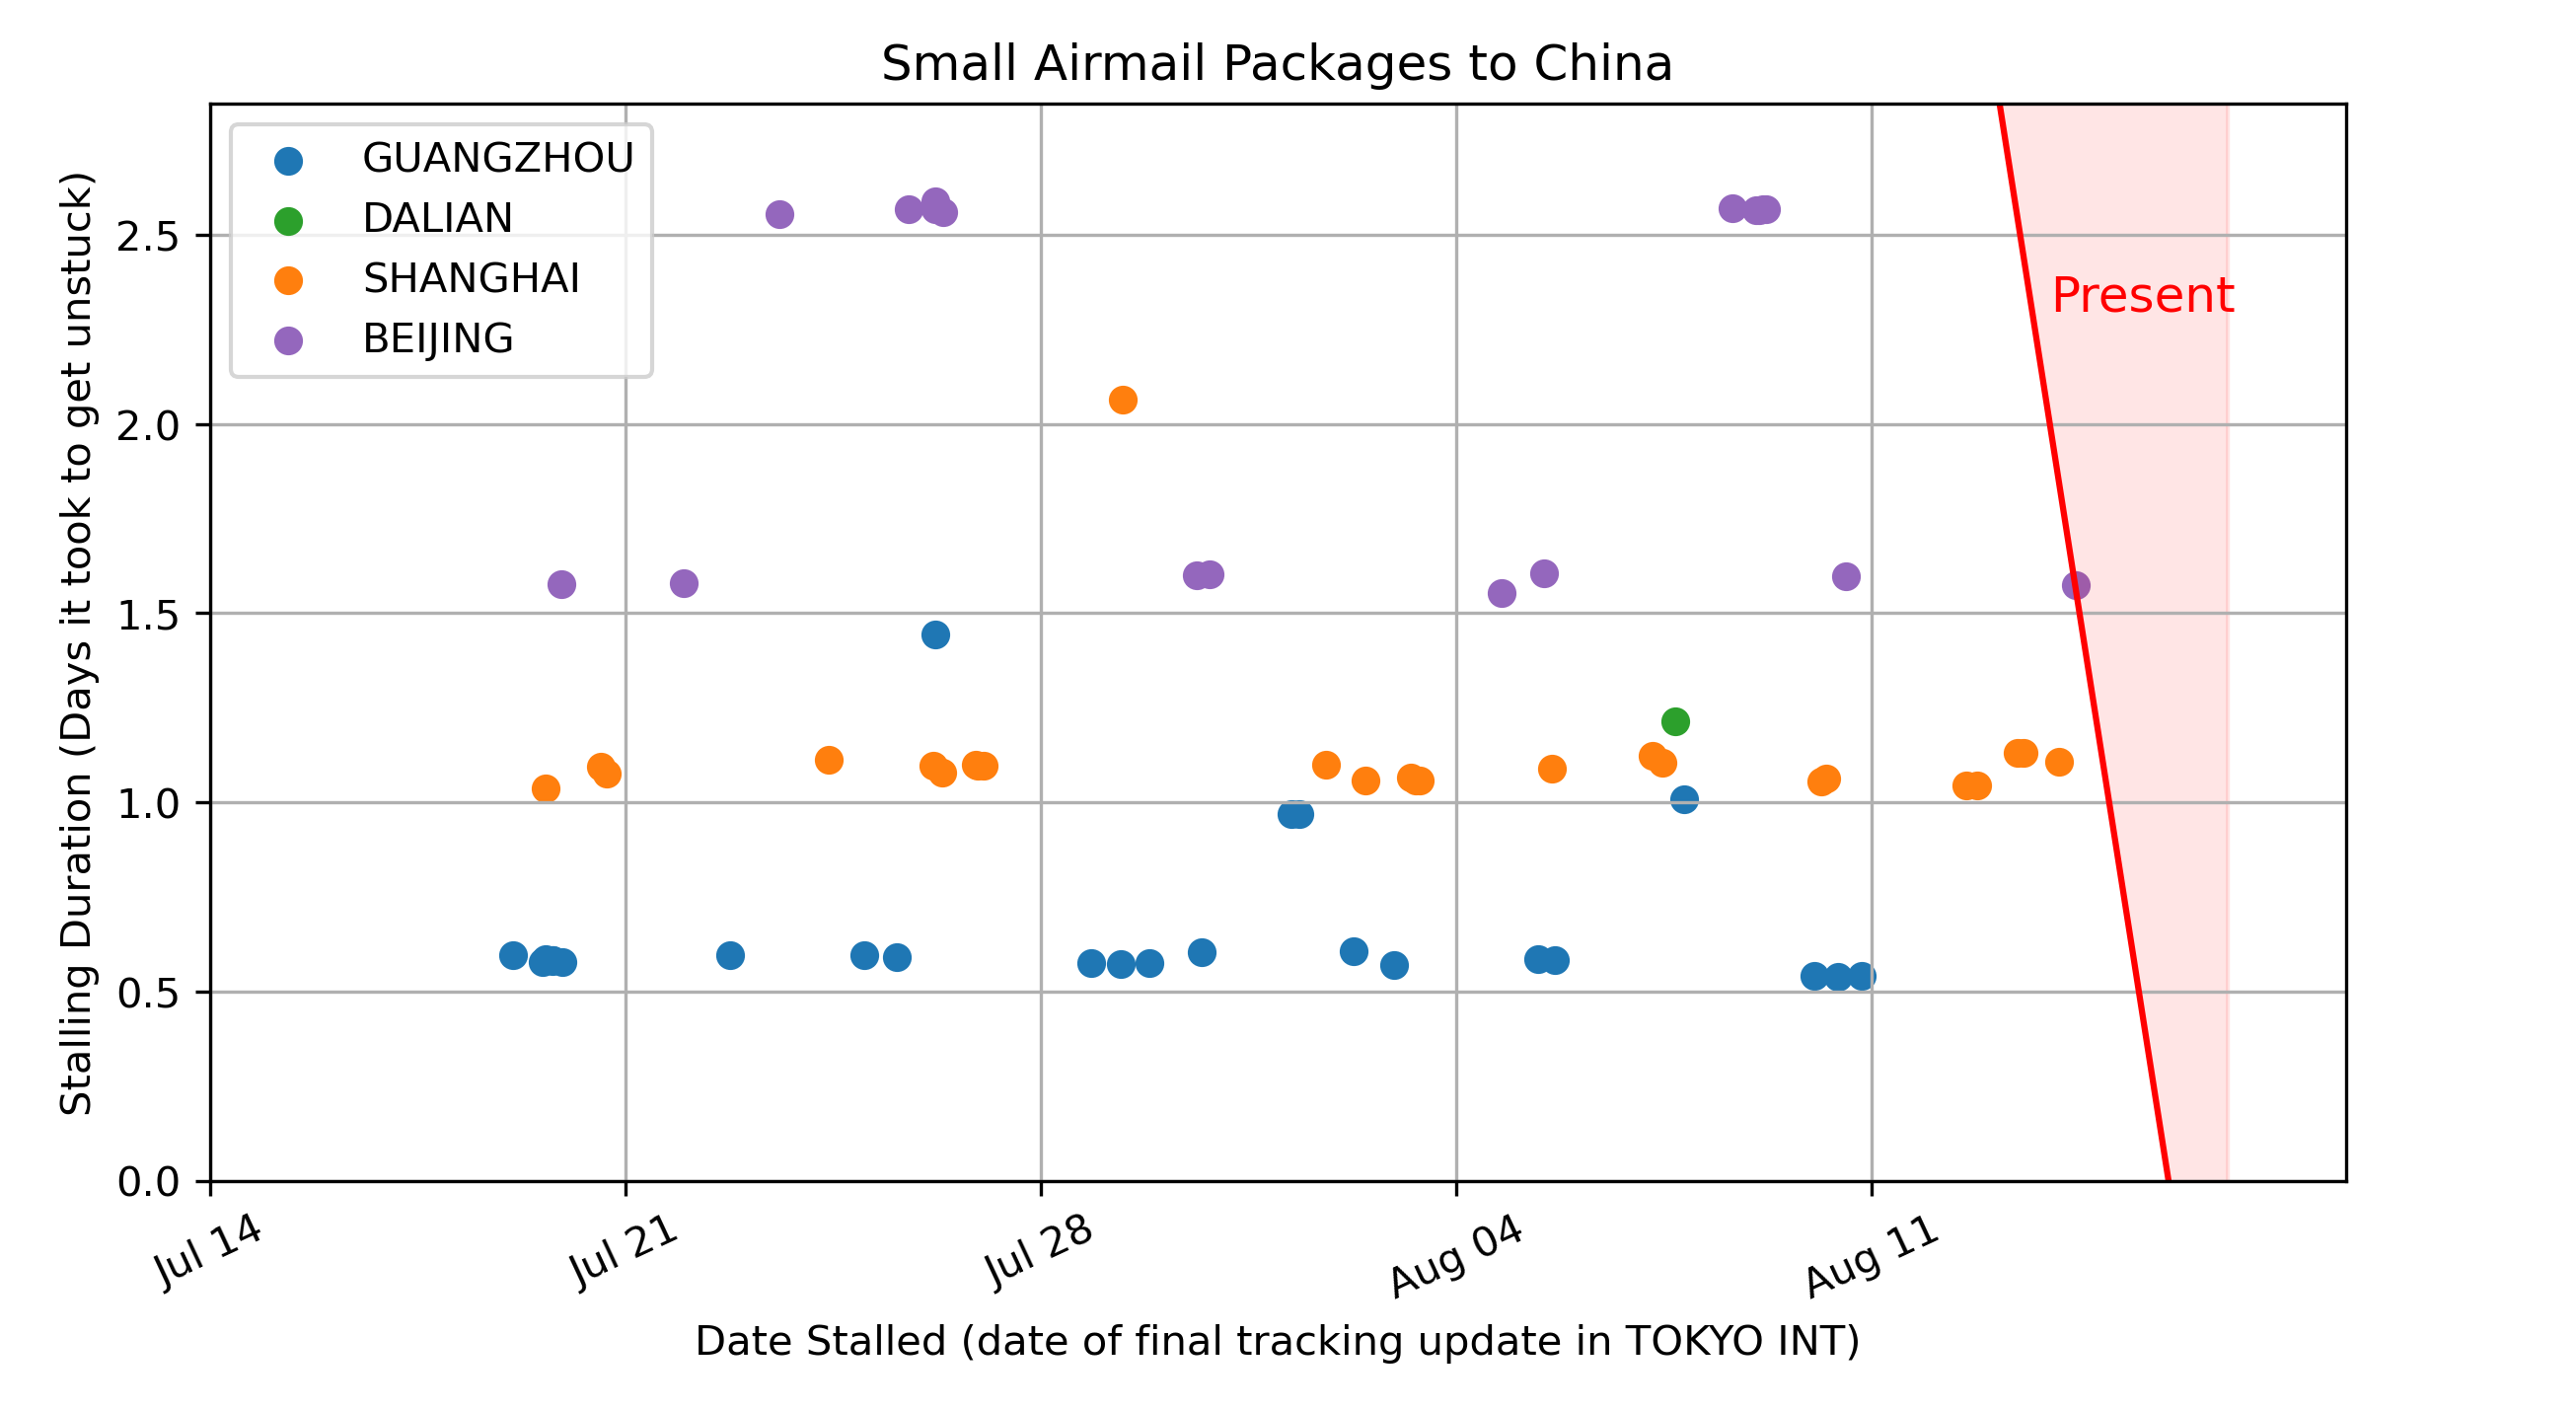 Small Airmail Packages to China
GUANGZHOU
DALIAN
SHANGHAI
BEIJING
Present
Stalling Duration (Days it took to get unstuck)
2.5
2.0
1.5
1.0
0.5
0.0
Jul 14
Jul 21
Jul 28
Aug 04
Aug 11
Date Stalled (date of final tracking update in TOKYO INT)